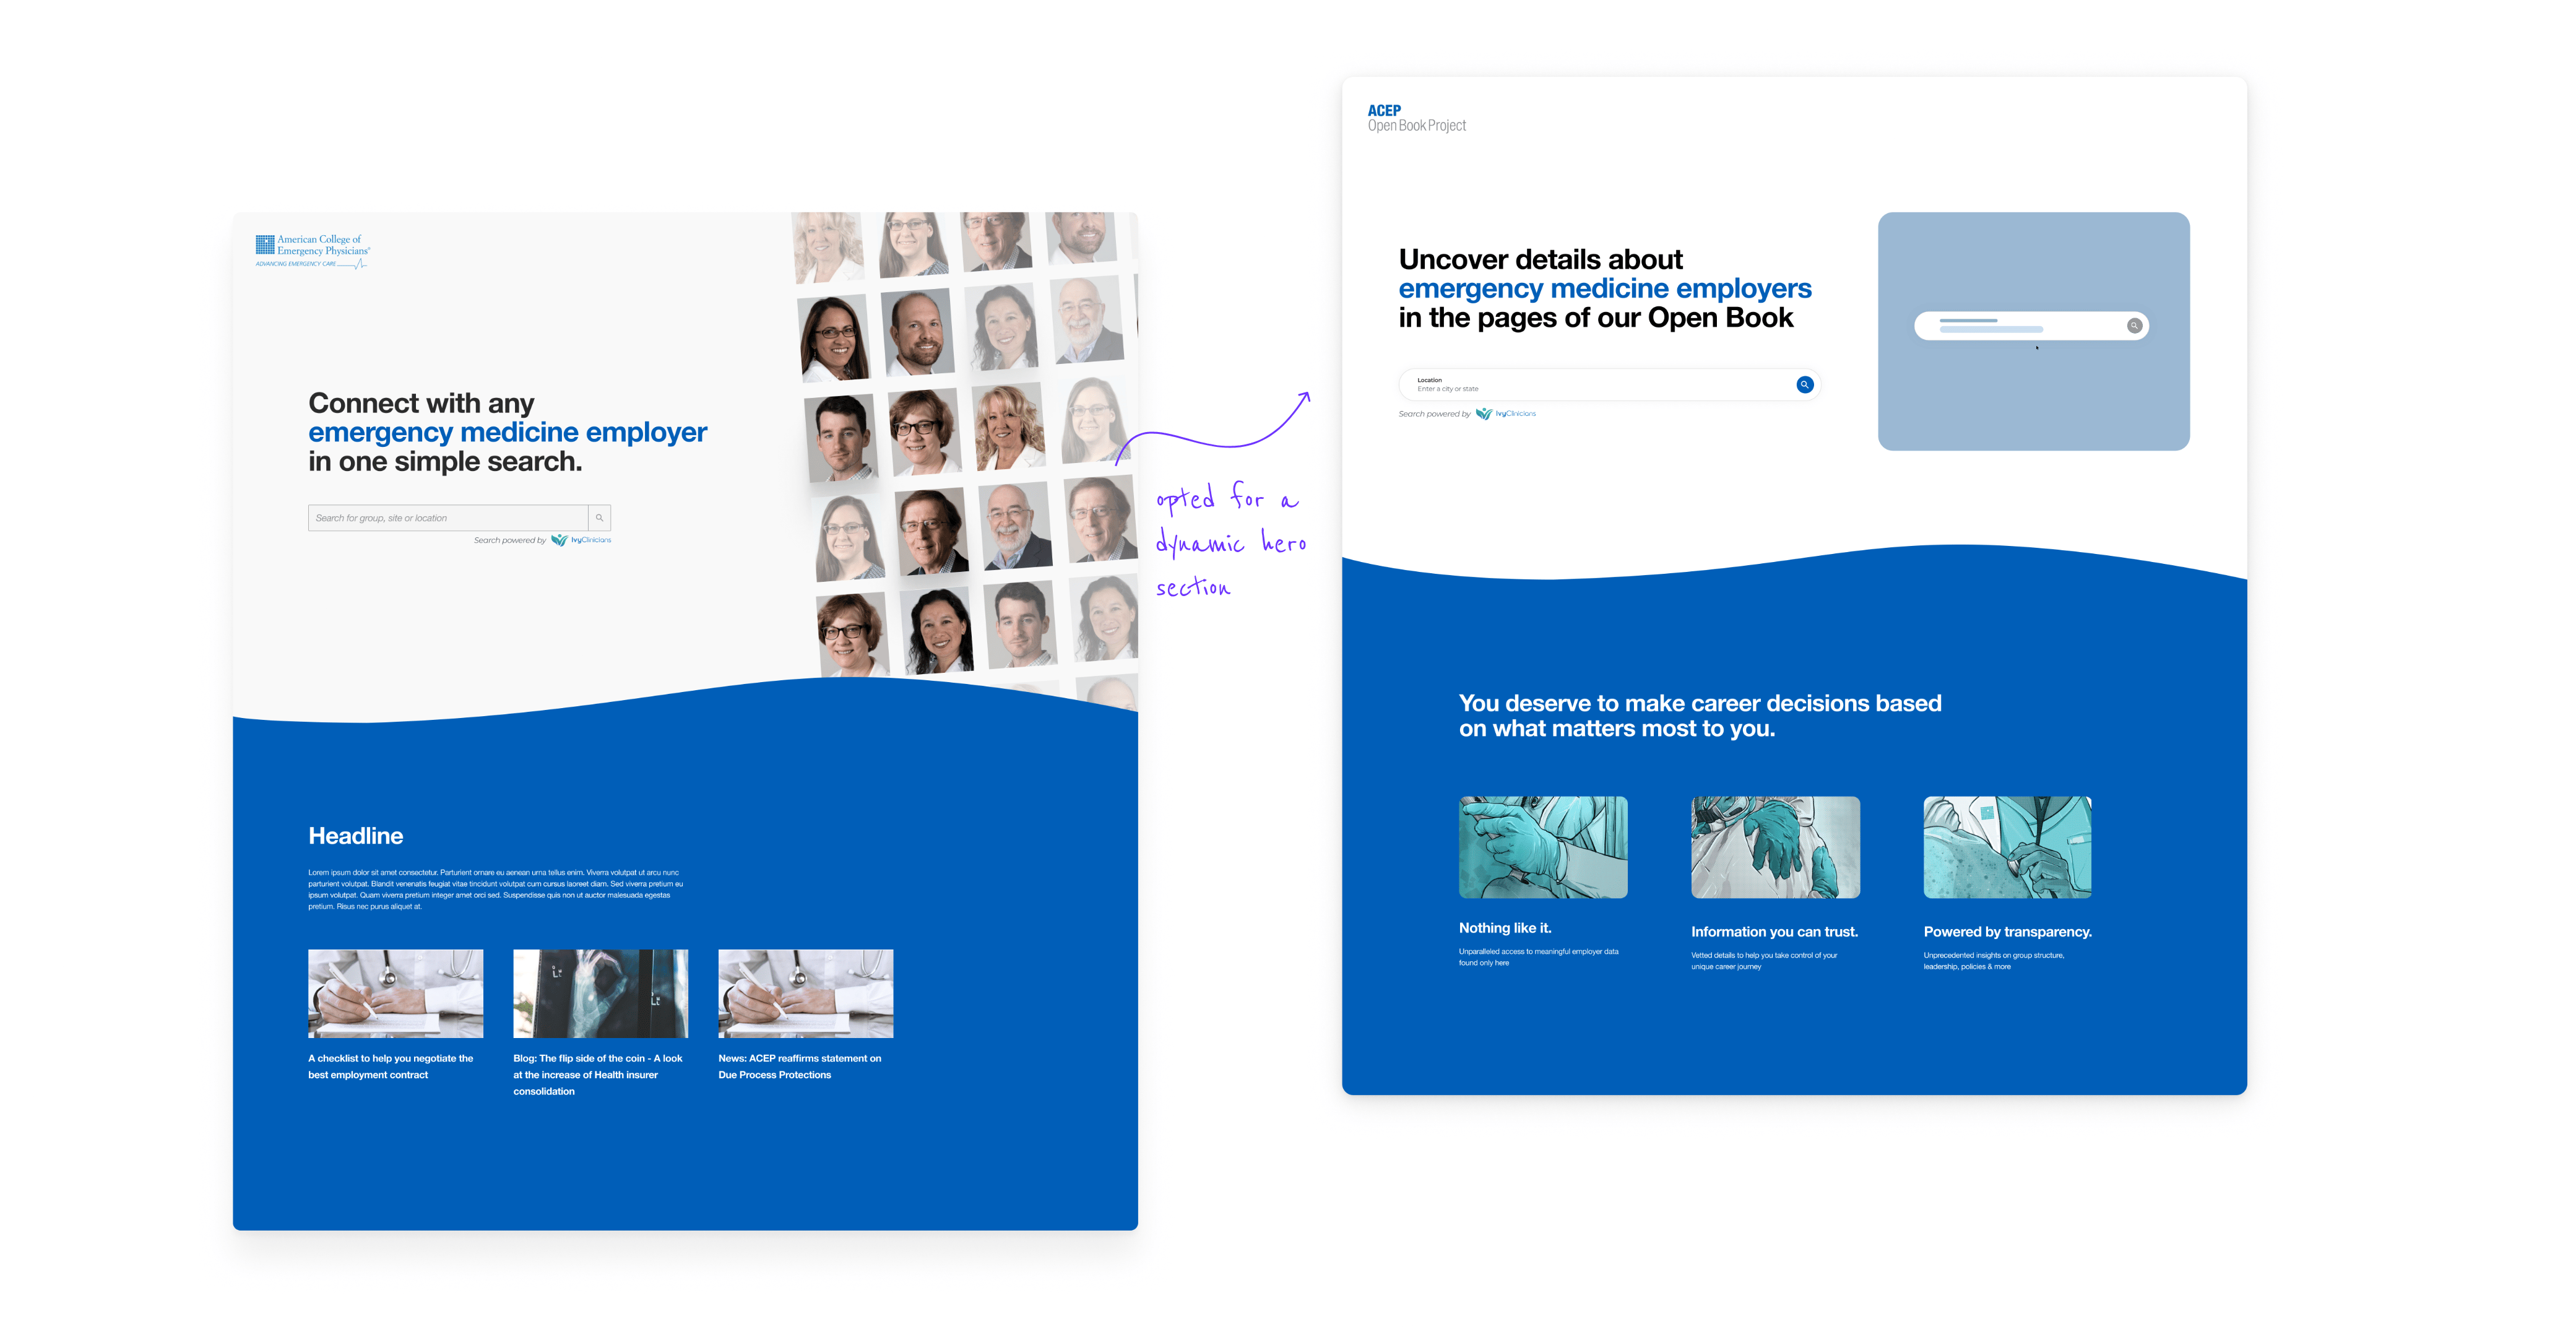 American College of
Emergency Physicians®
ADVANCING EMERGENCY CARE
Connect with any
emergency medicine employer
in one simple search.
Search for group, site or location
Search powered by IvyClinicians
Headline
Lorem ipsum dolor sit amet consectetur. Parturient ornare eu aenean urna tellus enim. Viverra volutpat ut arcu nunc
parturient volutpat. Blandit venenatis feugiat vitae tincidunt volutpat cum cursus laoreet diam. Sed viverra pretium eu
ipsum volutpat. Quam viverra pretium integer amet orci sed. Suspendisse quis non ut auctor malesuada egestas
pretium. Risus nec purus aliquet at.
A checklist to help you negotiate the
best employment contract
Blog: The flip side of the coin - A look
at the increase of Health insurer
consolidation
News: ACEP reaffirms statement on
Due Process Protections
opted for a
dynamic hero
section
ACEP
Open Book Project
Uncover details about
emergency medicine employers
in the pages of our Open Book
Location
Enter a city or state
Search powered by IvyClinicians
You deserve to make career decisions based
on what matters most to you.
Nothing like it.
Unparalleled access to meaningful employer data
found only here
Information you can trust.
Vetted details to help you take control of your
unique career journey
Powered by transparency.
Unprecedented insights on group structure,
leadership, policies & more